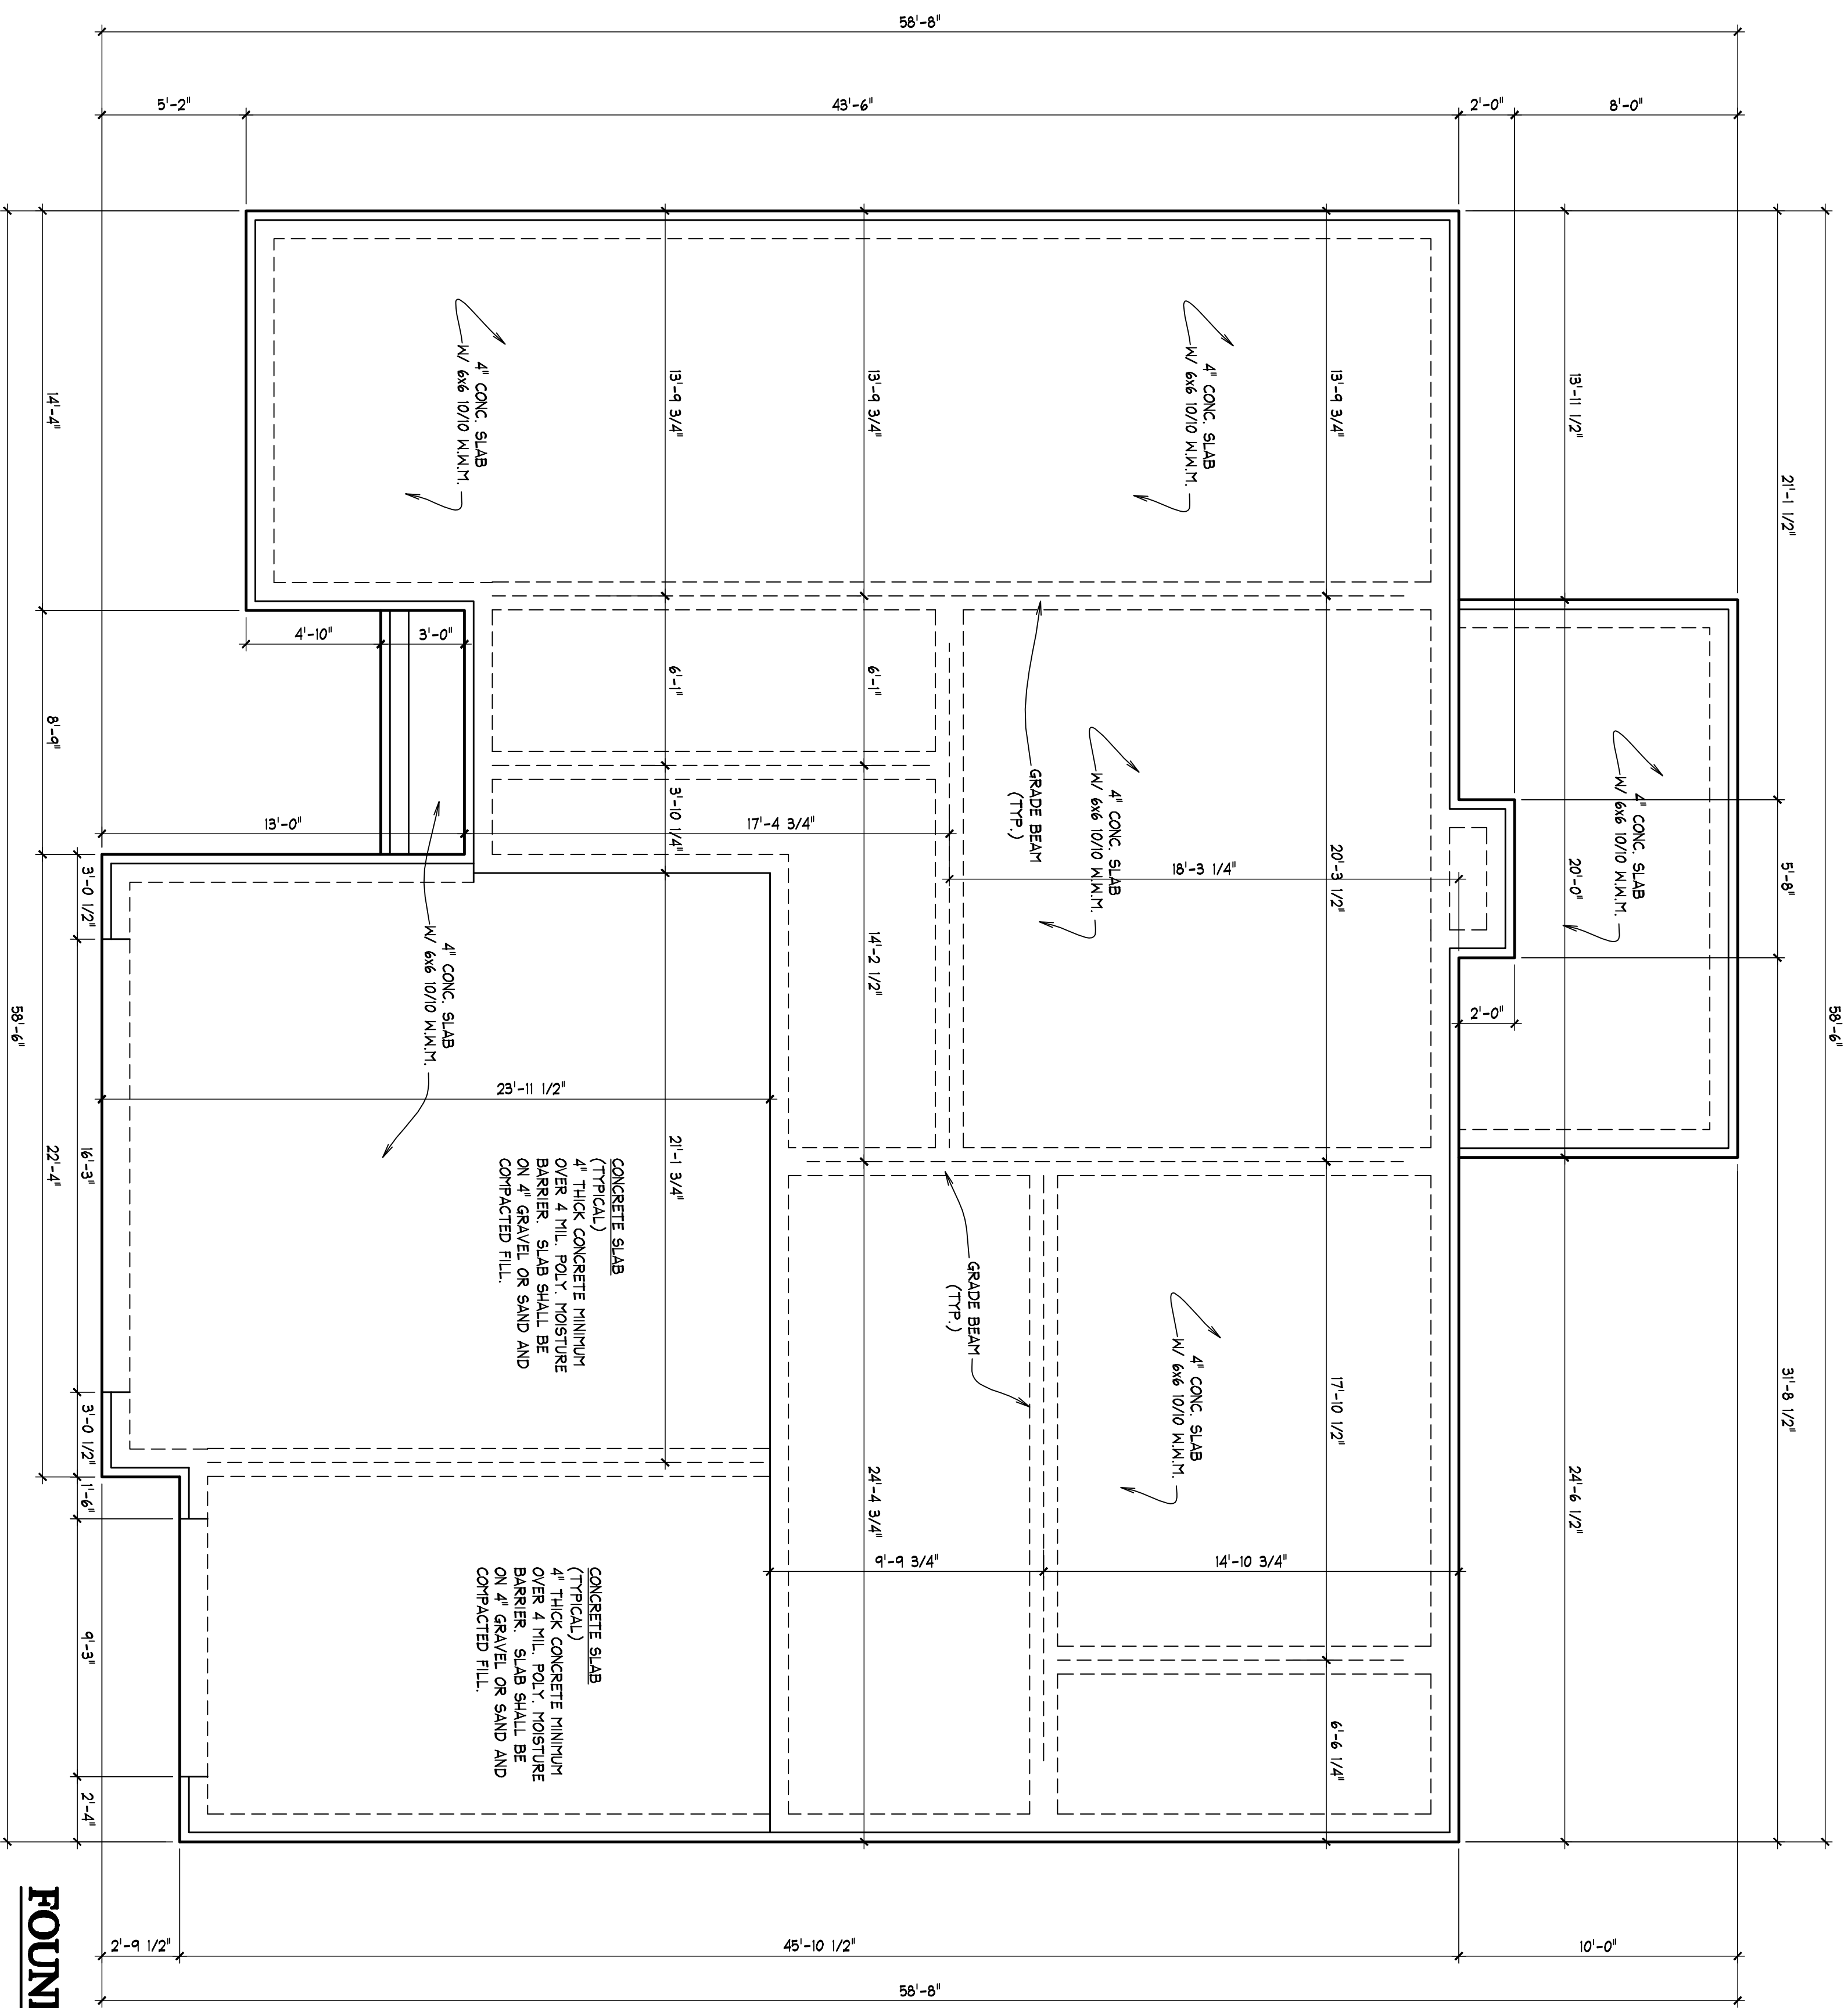 58'-8"
5'-2"
43'-6"
2'-0"
8'-0"
58'-6"
21'-1 1/2"
5'-8"
31'-8 1/2"
13'-11 1/2"
20'-0"
24'-6 1/2"
4" CONC. SLAB
W/ 6x6 10/10 W.W.M.
2'-0"
13'-9 3/4"
20'-3 1/2"
17'-10 1/2"
6'-6 1/4"
4" CONC. SLAB
W/ 6x6 10/10 W.W.M.
4" CONC. SLAB
W/ 6x6 10/10 W.W.M.
4" CONC. SLAB
W/ 6x6 10/10 W.W.M.
18'-3 1/4"
14'-10 3/4"
GRADE BEAM
(TYP.)
GRADE BEAM
(TYP.)
13'-9 3/4"
6'-1"
14'-2 1/2"
24'-4 3/4"
9'-9 3/4"
17'-4 3/4"
13'-9 3/4"
6'-1"
3'-10 1/4"
21'-1 3/4"
4" CONC. SLAB
W/ 6x6 10/10 W.W.M.
4" CONC. SLAB
W/ 6x6 10/10 W.W.M.
23'-11 1/2"
CONCRETE SLAB
(TYPICAL)
4" THICK CONCRETE MINIMUM
OVER 4 MIL. POLY. MOISTURE
BARRIER. SLAB SHALL BE
ON 4" GRAVEL OR SAND AND
COMPACTED FILL.
CONCRETE SLAB
(TYPICAL)
4" THICK CONCRETE MINIMUM
OVER 4 MIL. POLY. MOISTURE
BARRIER. SLAB SHALL BE
ON 4" GRAVEL OR SAND AND
COMPACTED FILL.
4'-10"
3'-0"
13'-0"
3'-0 1/2"
16'-3"
3'-0 1/2"
1'-6"
9'-3"
2'-4"
14'-4"
8'-9"
22'-4"
58'-6"
2'-9 1/2"
45'-10 1/2"
10'-0"
58'-8"